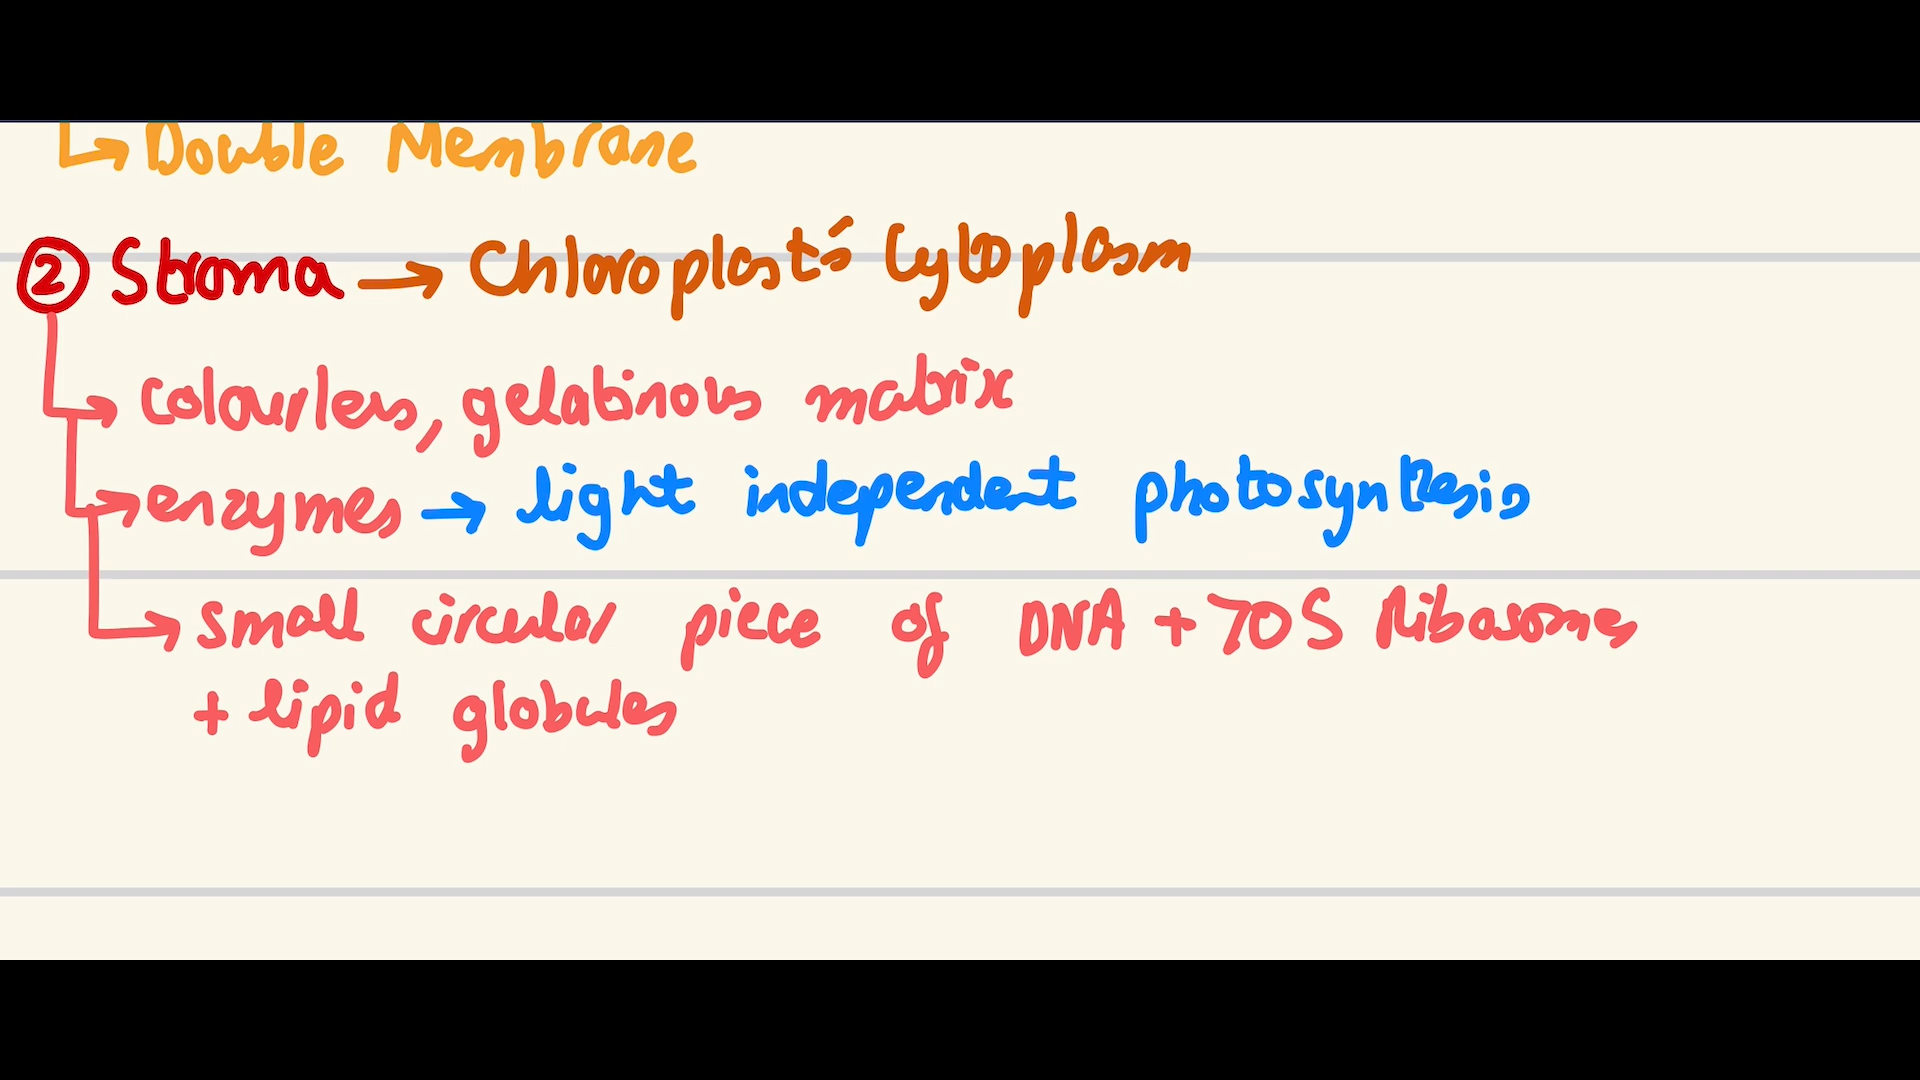 ↳ Double Membrane
② Stroma → Chloroplast's Cytoplasm
→ colourless, gelatinous matrix
→ enzymes → light independent photosynthesis
→ small circular piece of DNA + 70S Ribosomes
+ lipid globules